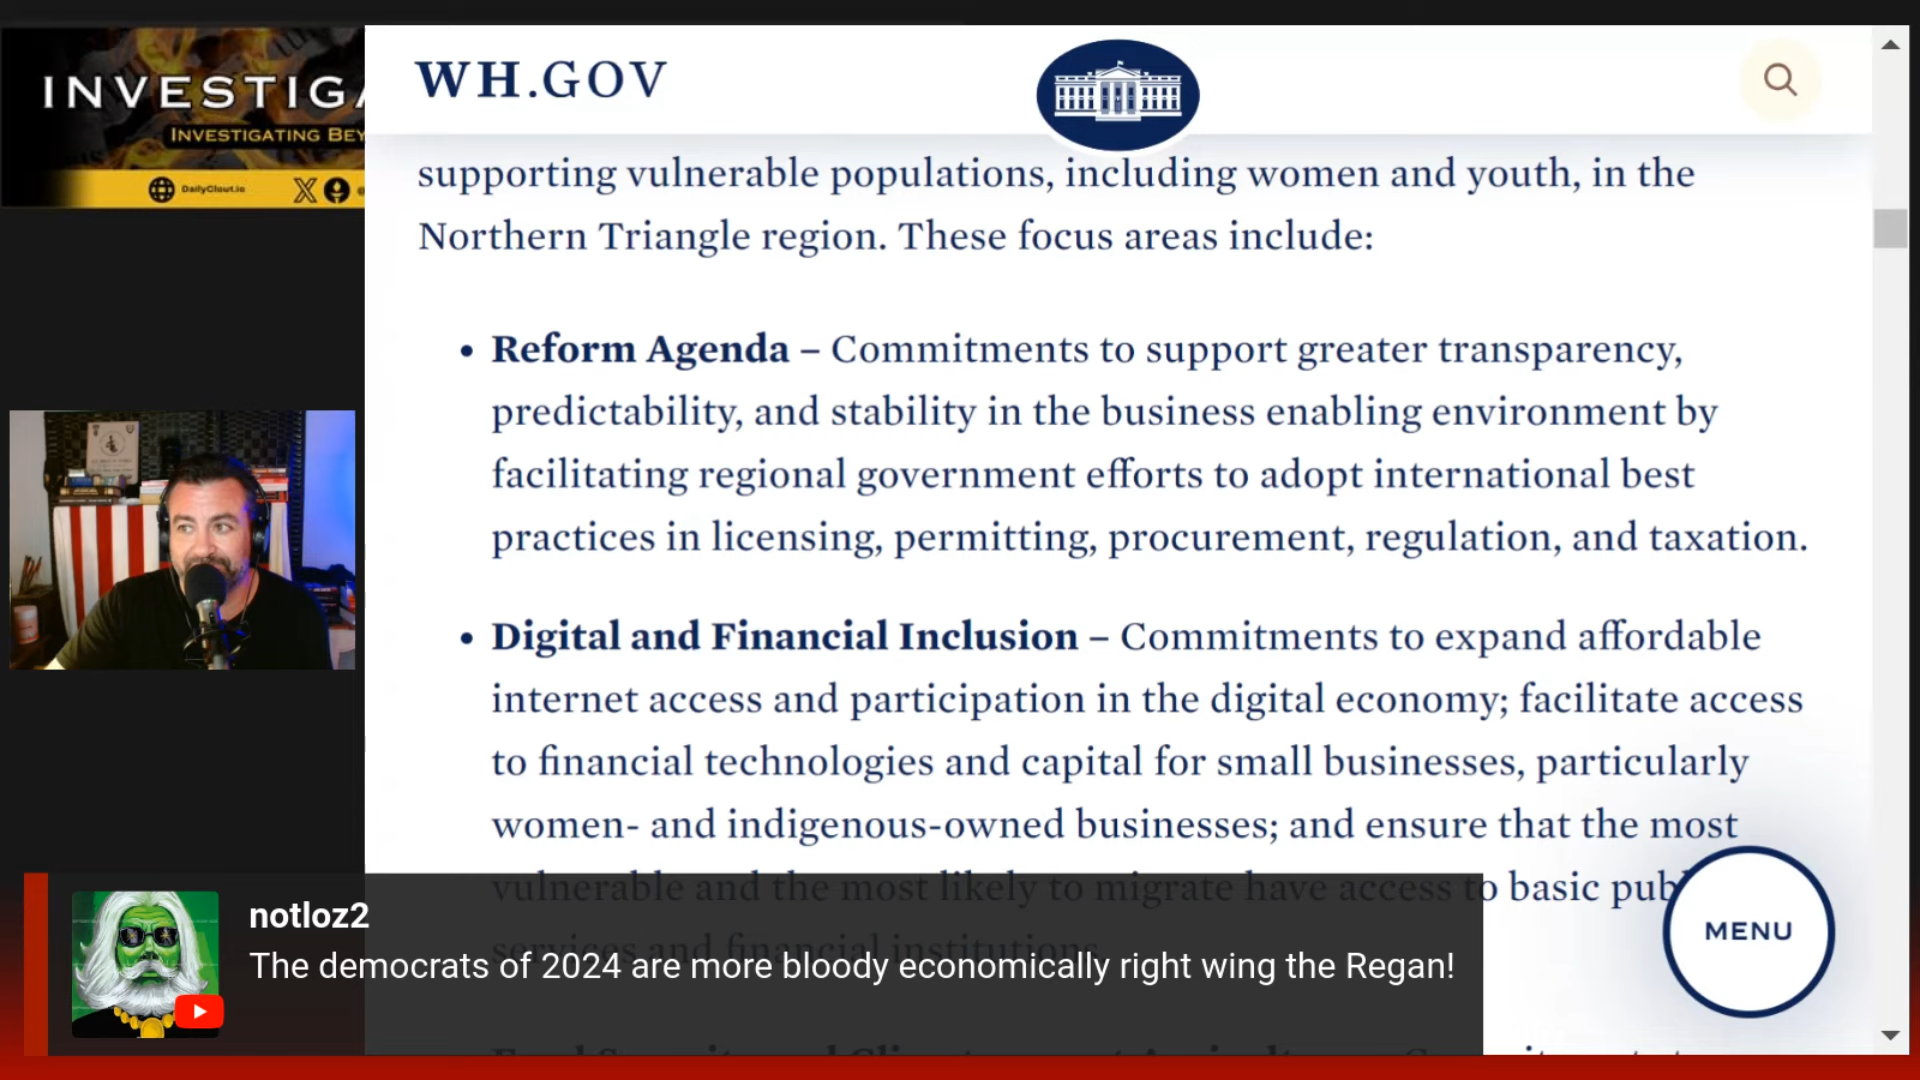 INVESTIGA
INVESTIGATING BEY
DailyClout.io
WH.GOV
supporting vulnerable populations, including women and youth, in the
Northern Triangle region. These focus areas include:
• Reform Agenda – Commitments to support greater transparency,
predictability, and stability in the business enabling environment by
facilitating regional government efforts to adopt international best
practices in licensing, permitting, procurement, regulation, and taxation.
• Digital and Financial Inclusion – Commitments to expand affordable
internet access and participation in the digital economy; facilitate access
to financial technologies and capital for small businesses, particularly
women- and indigenous-owned businesses; and ensure that the most
vulnerable and the most likely to migrate have access to basic pub
services and financial institutions.
MENU
notloz2
The democrats of 2024 are more bloody economically right wing the Regan!